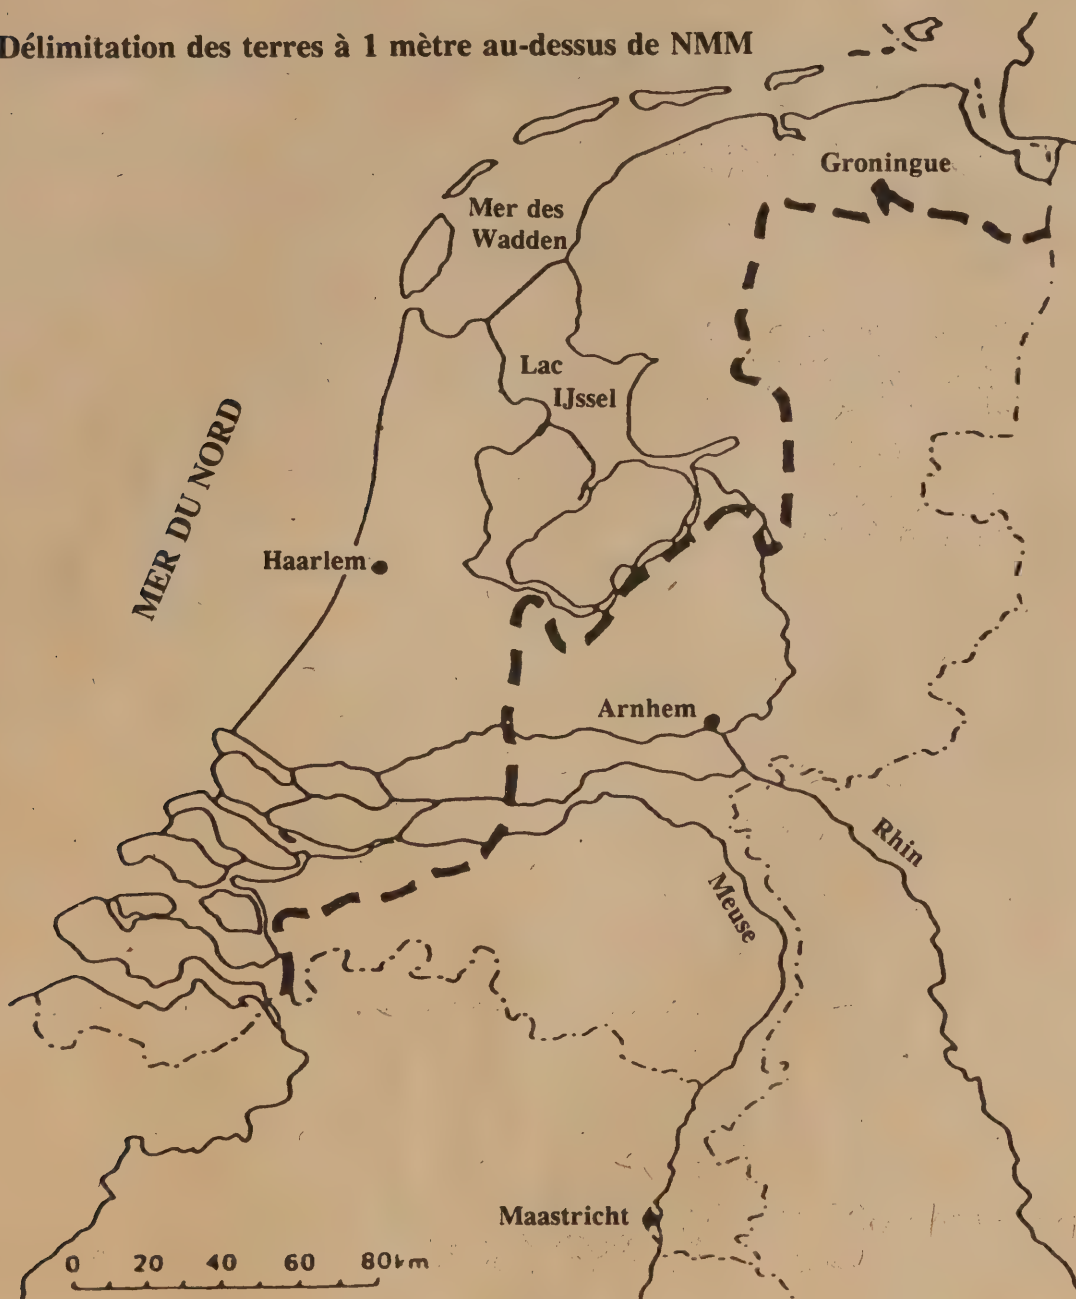 Délimitation des terres à 1 mètre au-dessus de NMM
Groningue
Mer des
Wadden
Lac
IJssel
MER DU NORD
Haarlem
Arnhem
Rhin
Meuse
Maastricht
0 20 40 60 80km